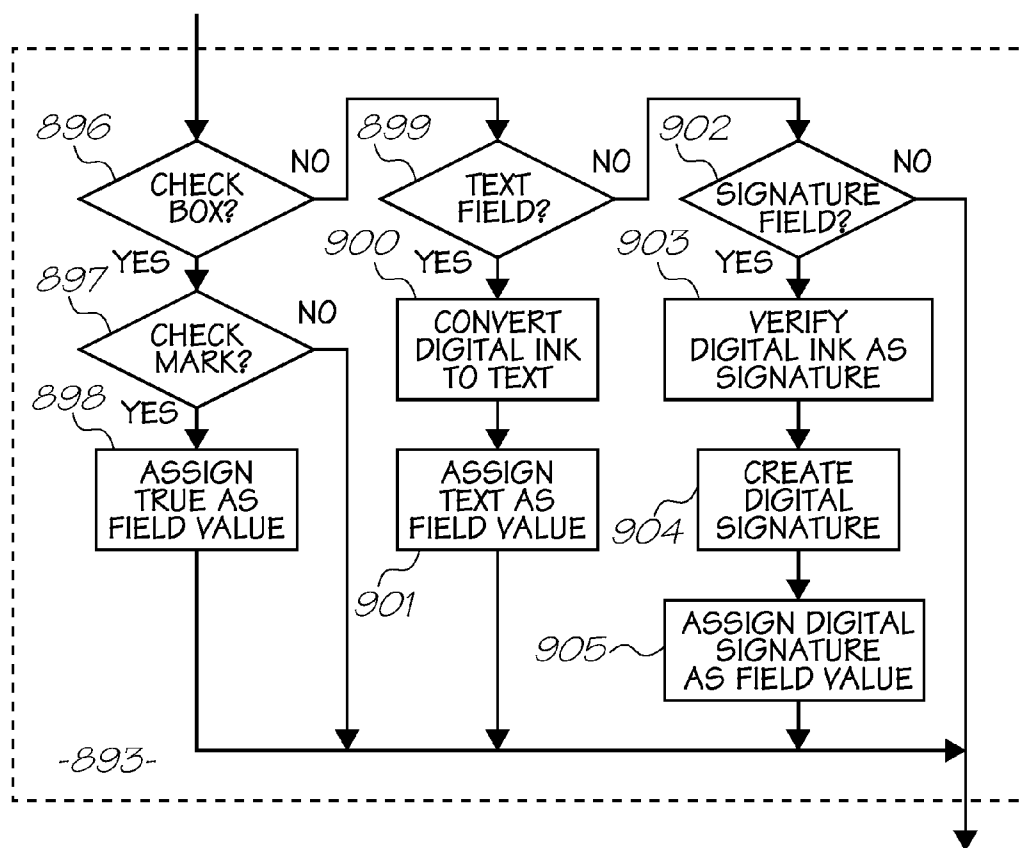 896
CHECK
BOX?
NO
YES
897
CHECK
MARK?
NO
YES
898
ASSIGN
TRUE AS
FIELD VALUE
899
TEXT
FIELD?
NO
YES
900
CONVERT
DIGITAL INK
TO TEXT
ASSIGN
TEXT AS
FIELD VALUE
901
902
SIGNATURE
FIELD?
NO
YES
903
VERIFY
DIGITAL INK AS
SIGNATURE
CREATE
DIGITAL
SIGNATURE
904
ASSIGN DIGITAL
SIGNATURE
AS FIELD VALUE
905
-893-